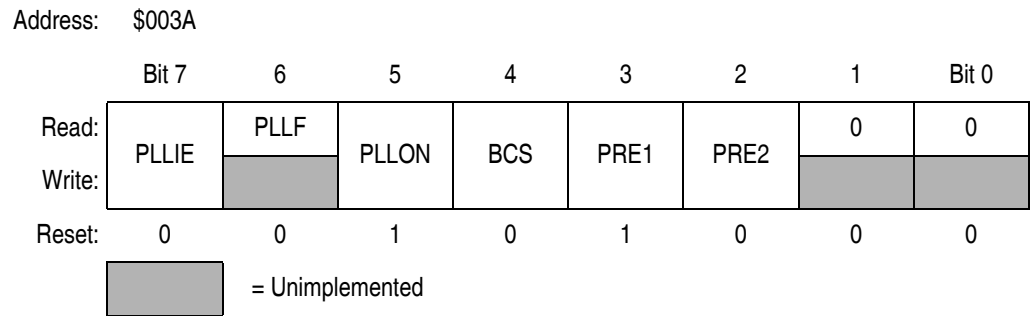 Address: $003A
Bit 7 6 5 4 3 2 1 Bit 0
Read: PLLIE PLLF PLLON BCS PRE1 PRE2 0 0
Write:
Reset: 0 0 1 0 1 0 0 0
= Unimplemented